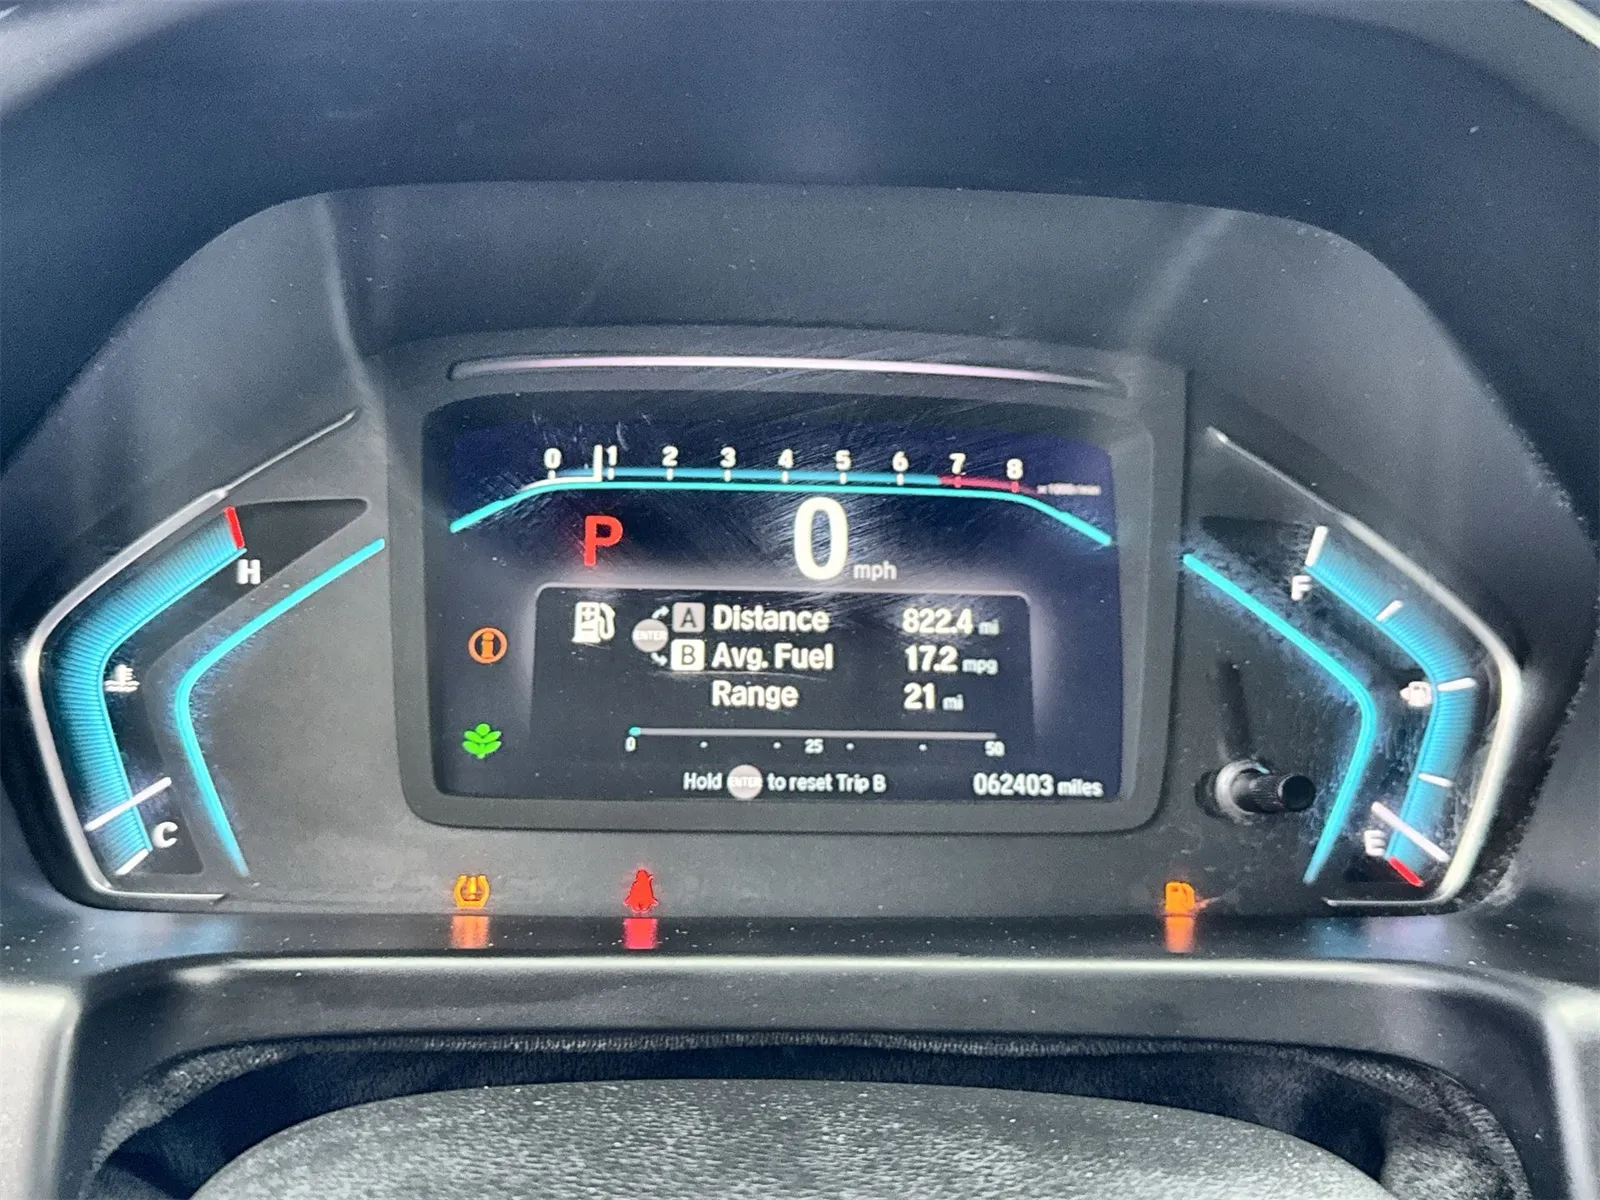 0 1 2 3 4 5 6 7 8
P 0 mph
H
F
A Distance 822.4 mi
ENTER
B Avg. Fuel 17.2 mpg
Range 21 mi
0 25 50
Hold ENTER to reset Trip B 062403 miles
C
E